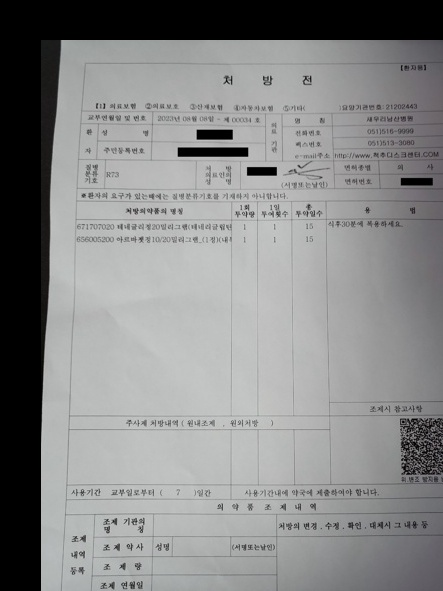 【환자용】
처 방 전
【1】의료보험 ②의료보호 ③산재보험 ④자동차보험 ⑤기타( )요양기관번호: 21202443
교부연월일 및 번호 2023년 08월 08일 - 제 00034 호
의료기관
명 칭 새우리남산병원
전화번호 051)516-9999
팩스번호 051)513-3080
e-mail주소 http://www.척추디스크센터.COM
환자
성 명
주민등록번호
질병분류기호 R73
처 방 의료인의 성 명
(서명또는날인)
면허종별 의 사
면허번호
※환자의 요구가 있는때에는 질병분류기호를 기재하지 아니합니다.
처방의약품의 명칭 1회투약량 1일투여횟수 총투약일수 용 법
671707020 테네글리정20밀리그램(테네리글립틴 1 1 15 식후30분에 복용하세요.
656005200 아르바젯정10/20밀리그램_(1정)(내 1 1 15
조제시 참고사항
주사제 처방내역 ( 원내조제 , 원외처방 )
사용기간 교부일로부터 ( 7 )일간 사용기간내에 약국에 제출하여야 합니다.
의 약 품 조 제 내 역
조제내역등록
조제 기관의 명 칭
처방의 변경, 수정, 확인, 대체시 그 내용 등
조 제 약 사 성명 (서명또는날인)
조 제 량
조제 연월일